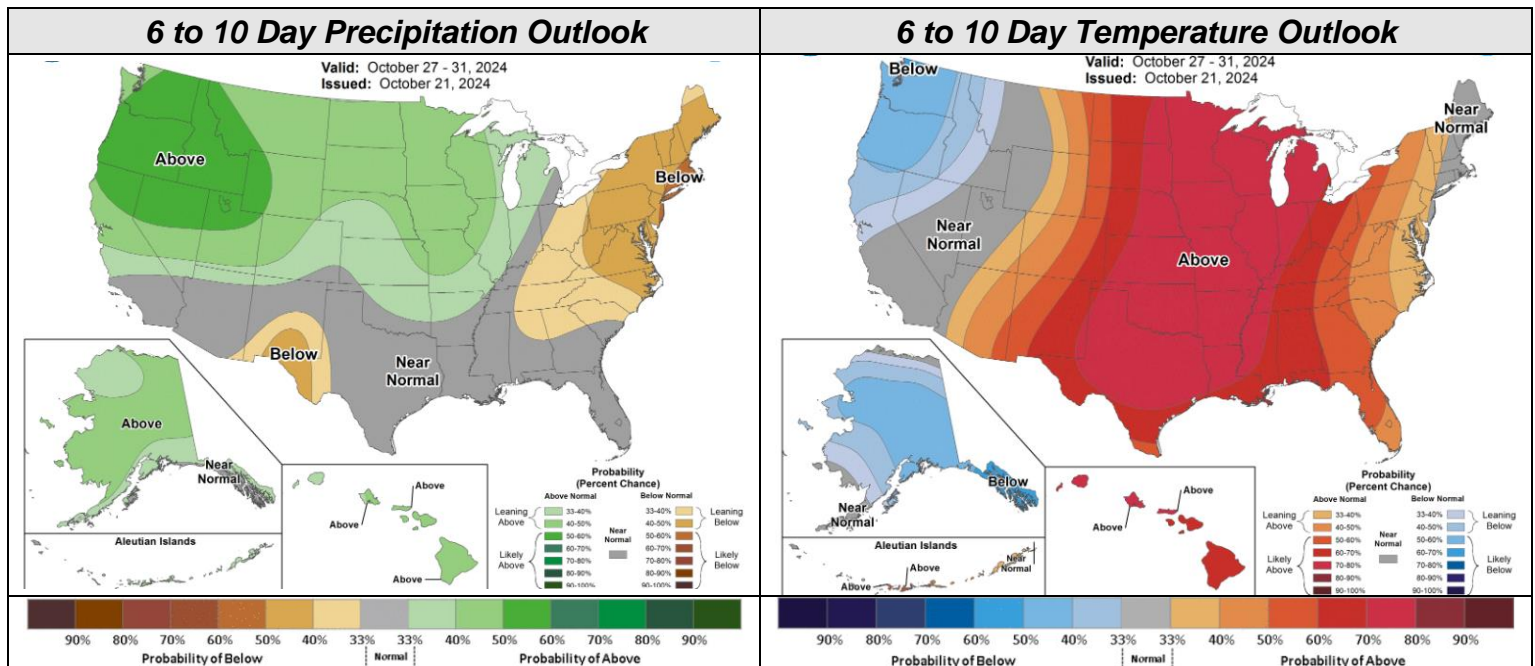 6 to 10 Day Precipitation Outlook
Valid: October 27 - 31, 2024
Issued: October 21, 2024
Above
Below
Below
Near
Normal
Above
Near
Normal
Above
Above
Above
Aleutian Islands
Probability
(Percent Chance)
Above Normal
Below Normal
Leaning
Above
33-40%
40-50%
Likely
Above
50-60%
60-70%
70-80%
80-90%
90-100%
Near
Normal
33-40%
40-50%
Leaning
Below
50-60%
60-70%
70-80%
80-90%
90-100%
Likely
Below
90% 80% 70% 60% 50% 40% 33% 33% 40% 50% 60% 70% 80% 90%
Probability of Below Normal Probability of Above
6 to 10 Day Temperature Outlook
Valid: October 27 - 31, 2024
Issued: October 21, 2024
Below
Near
Normal
Near
Normal
Above
Below
Near
Normal
Above
Above
Aleutian Islands
Above
Above
Near
Normal
Probability
(Percent Chance)
Above Normal
Below Normal
Leaning
Above
33-40%
40-50%
Likely
Above
50-60%
60-70%
70-80%
80-90%
90-100%
Near
Normal
33-40%
40-50%
Leaning
Below
50-60%
60-70%
70-80%
80-90%
90-100%
Likely
Below
90% 80% 70% 60% 50% 40% 33% 33% 40% 50% 60% 70% 80% 90%
Probability of Below Normal Probability of Above